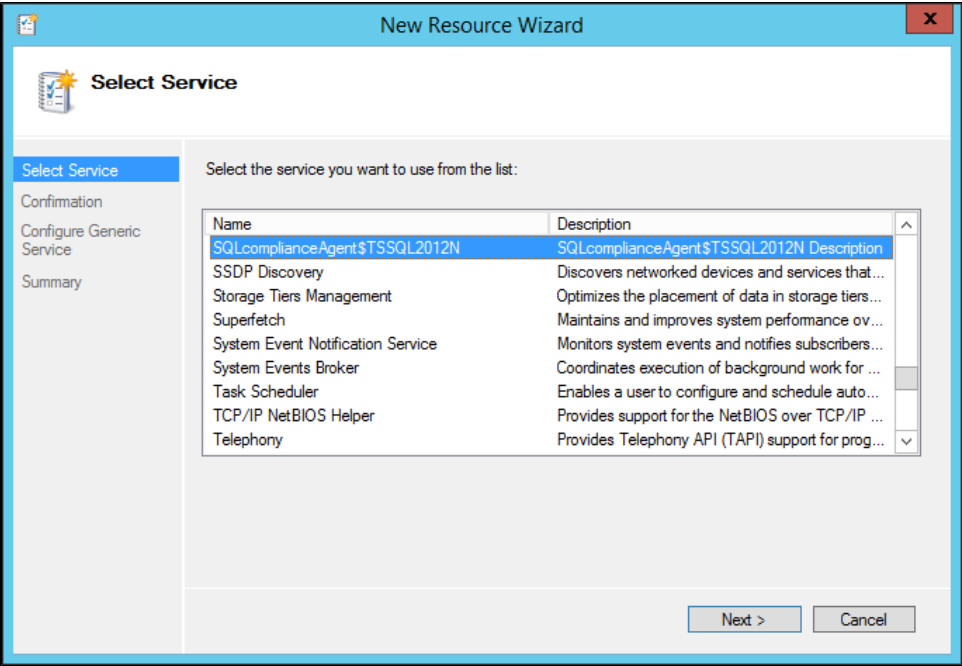 New Resource Wizard
x
Select Service
Select Service
Confirmation
Configure Generic
Service
Summary
Select the service you want to use from the list:
Name Description
SQLcomplianceAgent$TSSQL2012N SQLcomplianceAgent$TSSQL2012N Description
SSDP Discovery Discovers networked devices and services that...
Storage Tiers Management Optimizes the placement of data in storage tiers...
Superfetch Maintains and improves system performance ov...
System Event Notification Service Monitors system events and notifies subscribers...
System Events Broker Coordinates execution of background work for ...
Task Scheduler Enables a user to configure and schedule auto...
TCP/IP NetBIOS Helper Provides support for the NetBIOS over TCP/IP ...
Telephony Provides Telephony API (TAPI) support for prog...
Next > Cancel